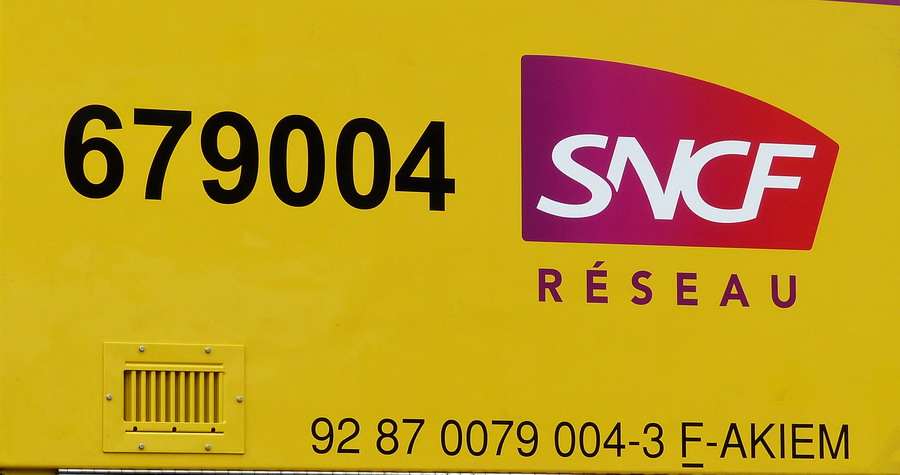 679004
SNCF
RÉSEAU
92 87 0079 004-3 F-AKIEM